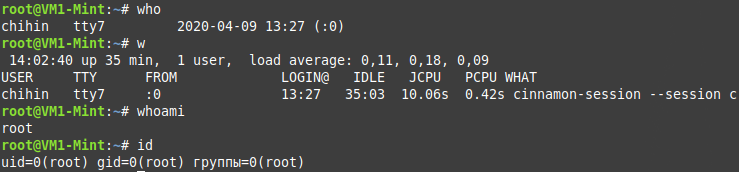 root@VM1-Mint:~# who
chihin   tty7         2020-04-09 13:27 (:0)
root@VM1-Mint:~# w
 14:02:40 up 35 min,  1 user,  load average: 0,11, 0,18, 0,09
USER     TTY      FROM             LOGIN@   IDLE   JCPU   PCPU WHAT
chihin   tty7     :0               13:27   35:03  10.06s  0.42s cinnamon-session --session c
root@VM1-Mint:~# whoami
root
root@VM1-Mint:~# id
uid=0(root) gid=0(root) группы=0(root)